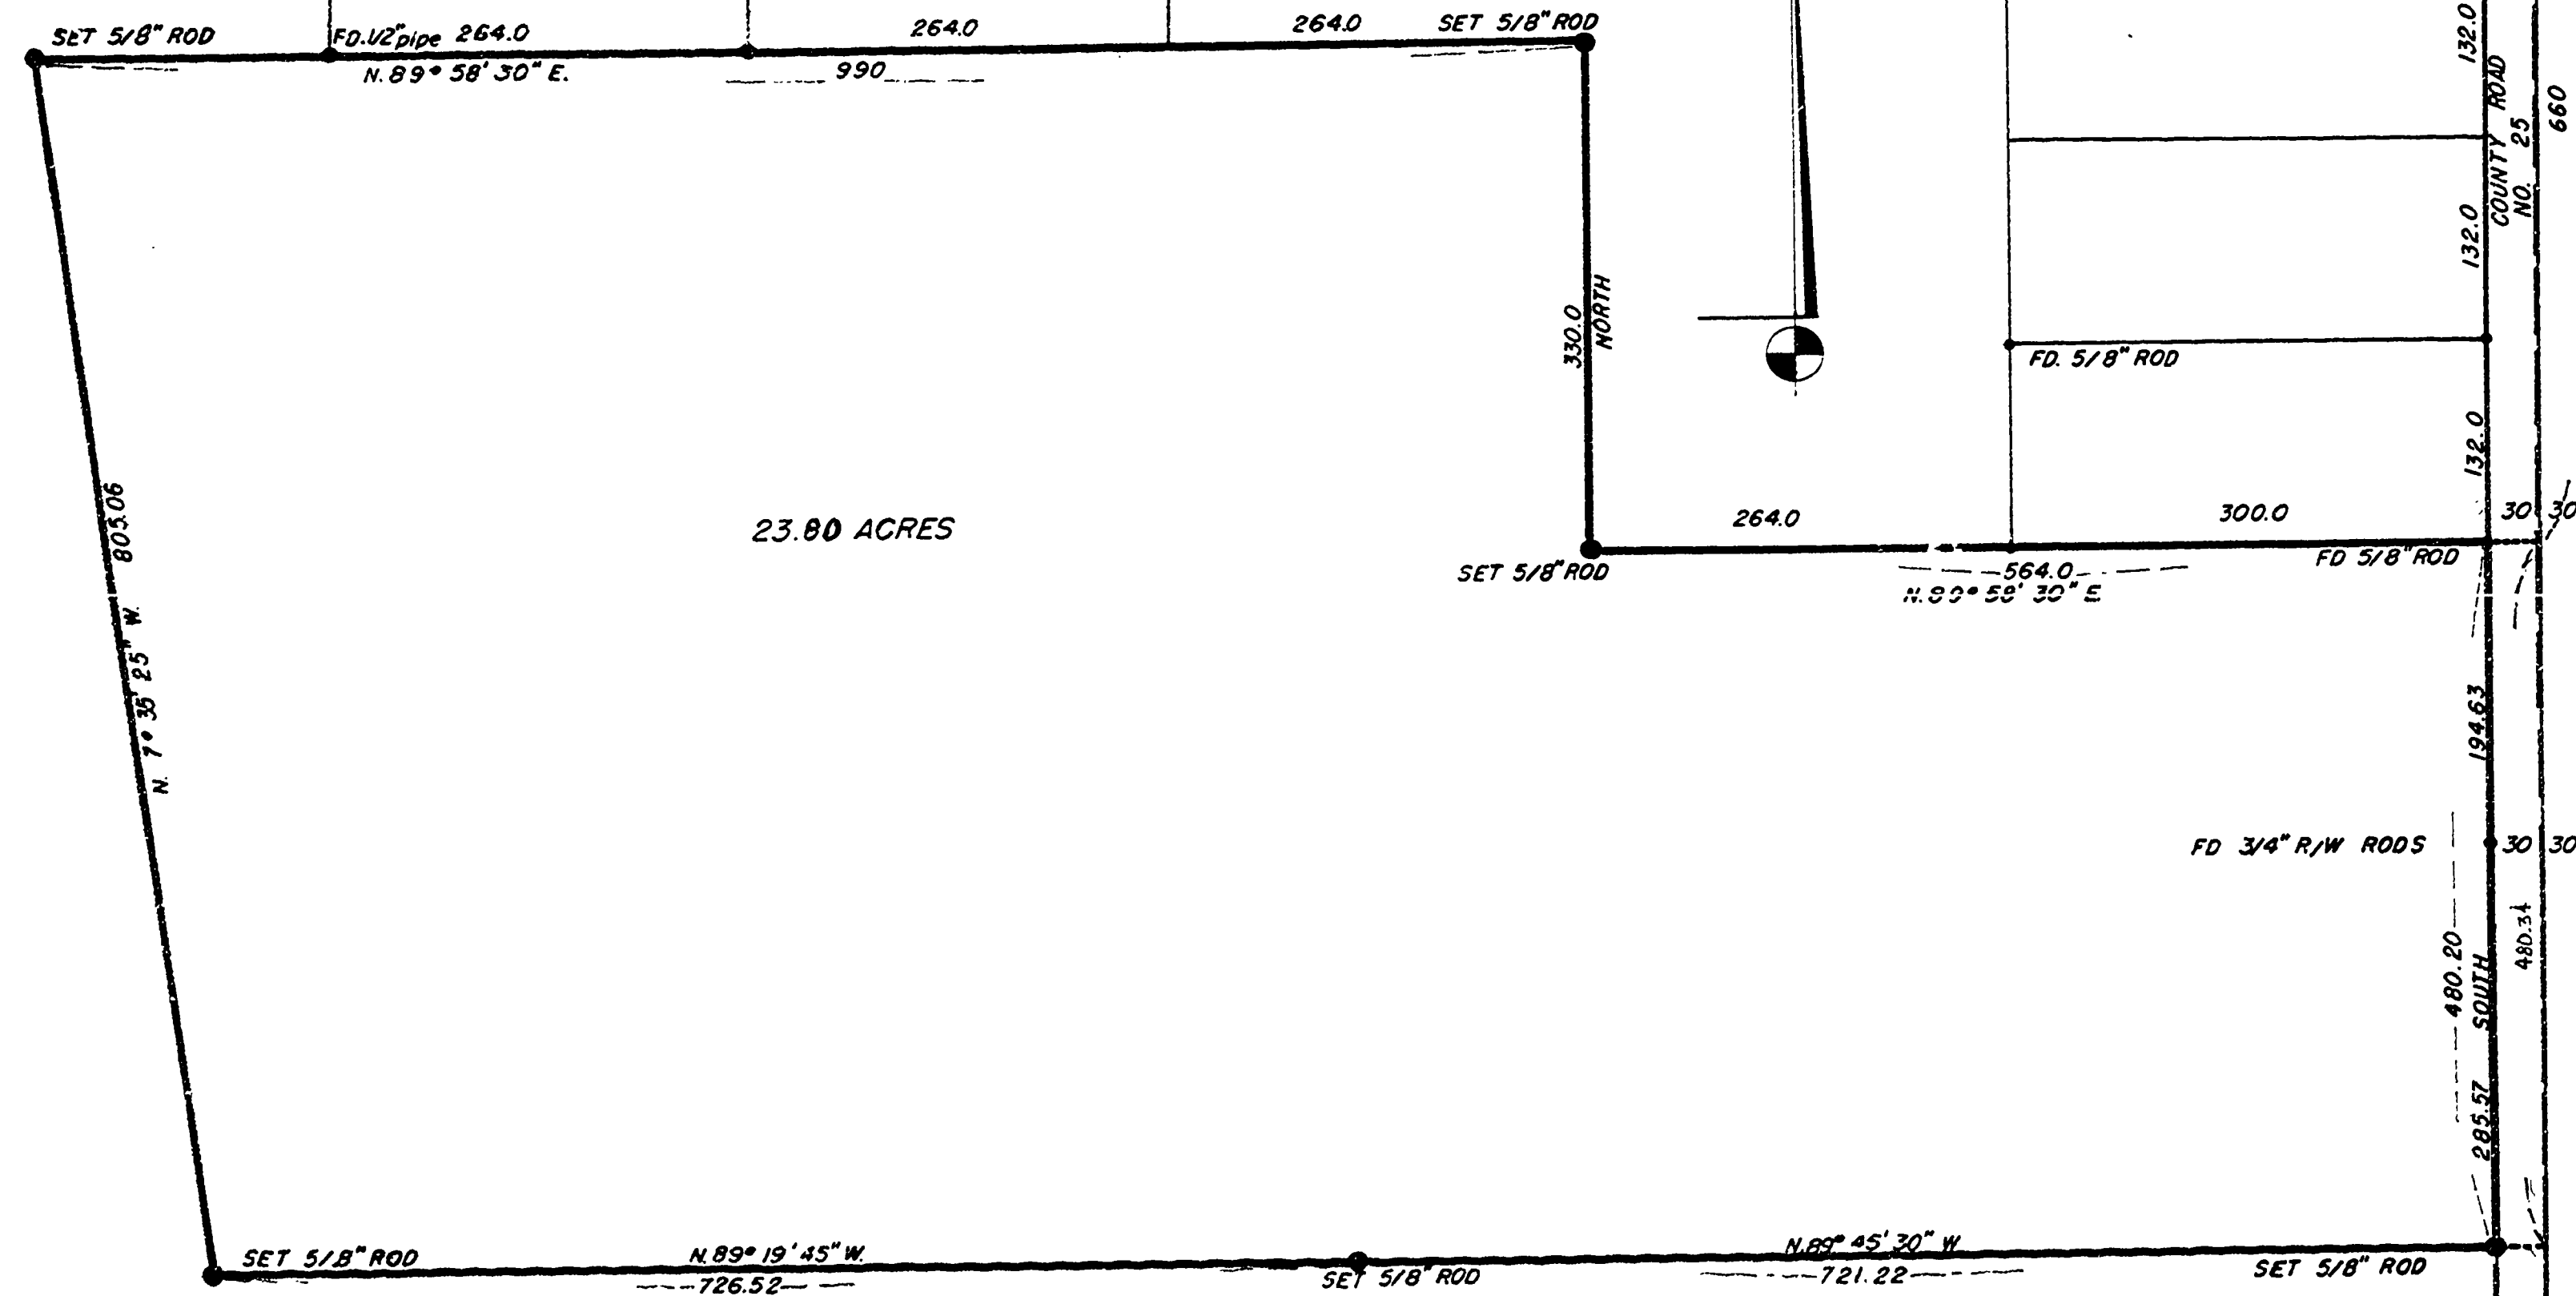 SET 5/8" ROD
FD.1/2"pipe 264.0
264.0
264.0
SET 5/8" ROD
N. 89° 58' 30" E.
990
132.0
COUNTY ROAD
NO. 25
660
132.0
330.0
NORTH
FD. 5/8" ROD
132.0
805.06
N. 7° 35' 25" W.
23.80 ACRES
264.0
300.0
30
30
SET 5/8" ROD
FD 5/8" ROD
564.0
N. 89° 58' 30" E
194.63
FD 3/4" R/W RODS
30
30
480.20
SOUTH
480.34
285.57
SET 5/8" ROD
N. 89° 19' 45" W.
726.52
SET 5/8" ROD
N. 89° 45' 30" W
721.22
SET 5/8" ROD